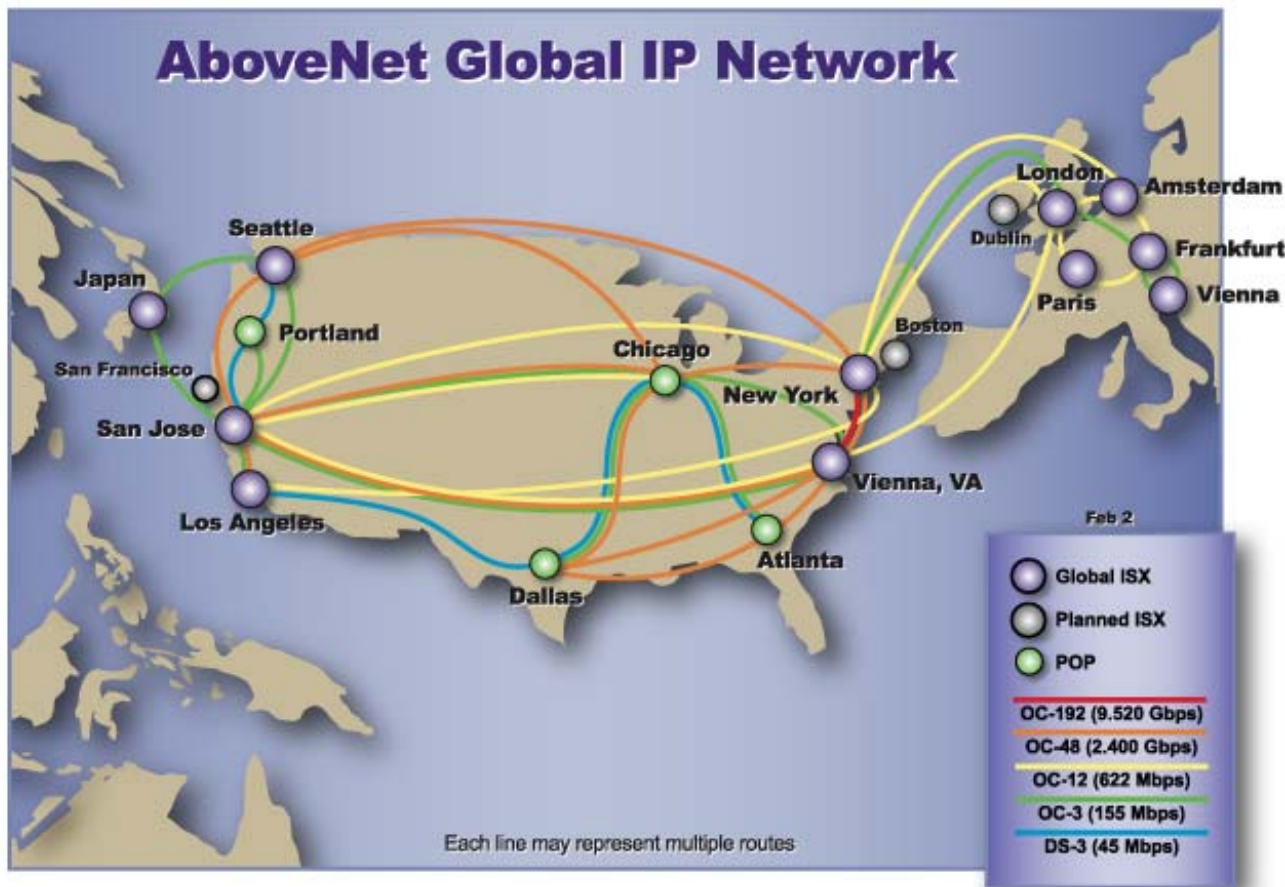 AboveNet Global IP Network
London
Amsterdam
Dublin
Frankfurt
Paris
Vienna
Seattle
Japan
Portland
San Francisco
San Jose
Los Angeles
Chicago
Boston
New York
Vienna, VA
Atlanta
Dallas
Feb 2
Global ISX
Planned ISX
POP
OC-192 (9.520 Gbps)
OC-48 (2.400 Gbps)
OC-12 (622 Mbps)
OC-3 (155 Mbps)
DS-3 (45 Mbps)
Each line may represent multiple routes